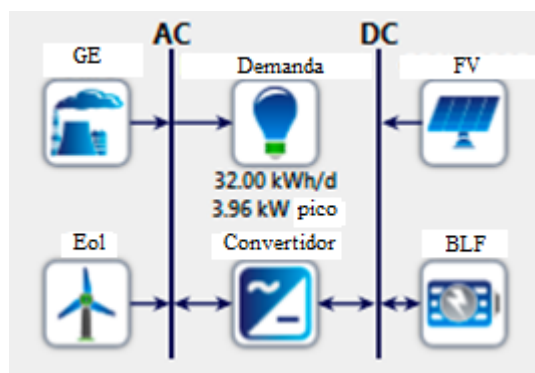 AC
DC
GE
Demanda
FV
32.00 kWh/d
3.96 kW pico
Eol
Convertidor
BLF